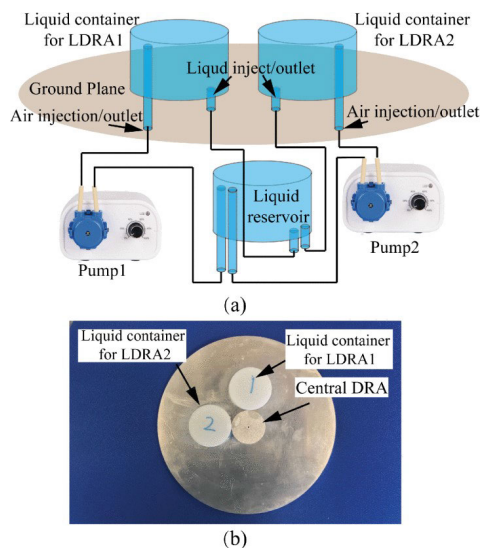 Liquid container
for LDRA1
Liquid container
for LDRA2
Liqud inject/outlet
Ground Plane
Air injection/outlet
Air injection/outlet
Liquid
reservoir
Pump1
Pump2
(a)
Liquid container
for LDRA2
Liquid container
for LDRA1
Central DRA
1
2
(b)